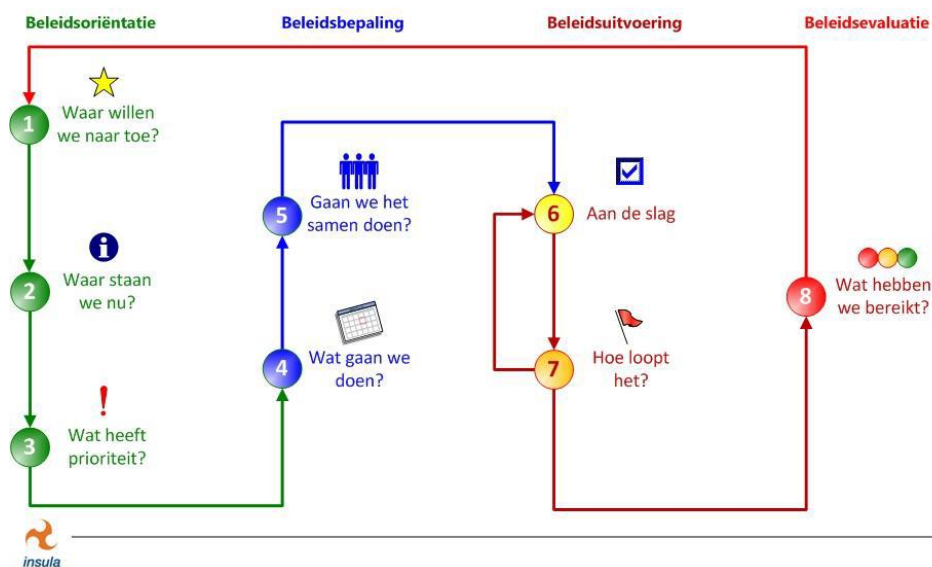 Beleidsoriëntatie
Beleidsbepaling
Beleidsuitvoering
Beleidsevaluatie
1
Waar willen
we naar toe?
2
Waar staan
we nu?
3
Wat heeft
prioriteit?
4
Wat gaan we
doen?
5
Gaan we het
samen doen?
6
Aan de slag
7
Hoe loopt
het?
8
Wat hebben
we bereikt?
insula